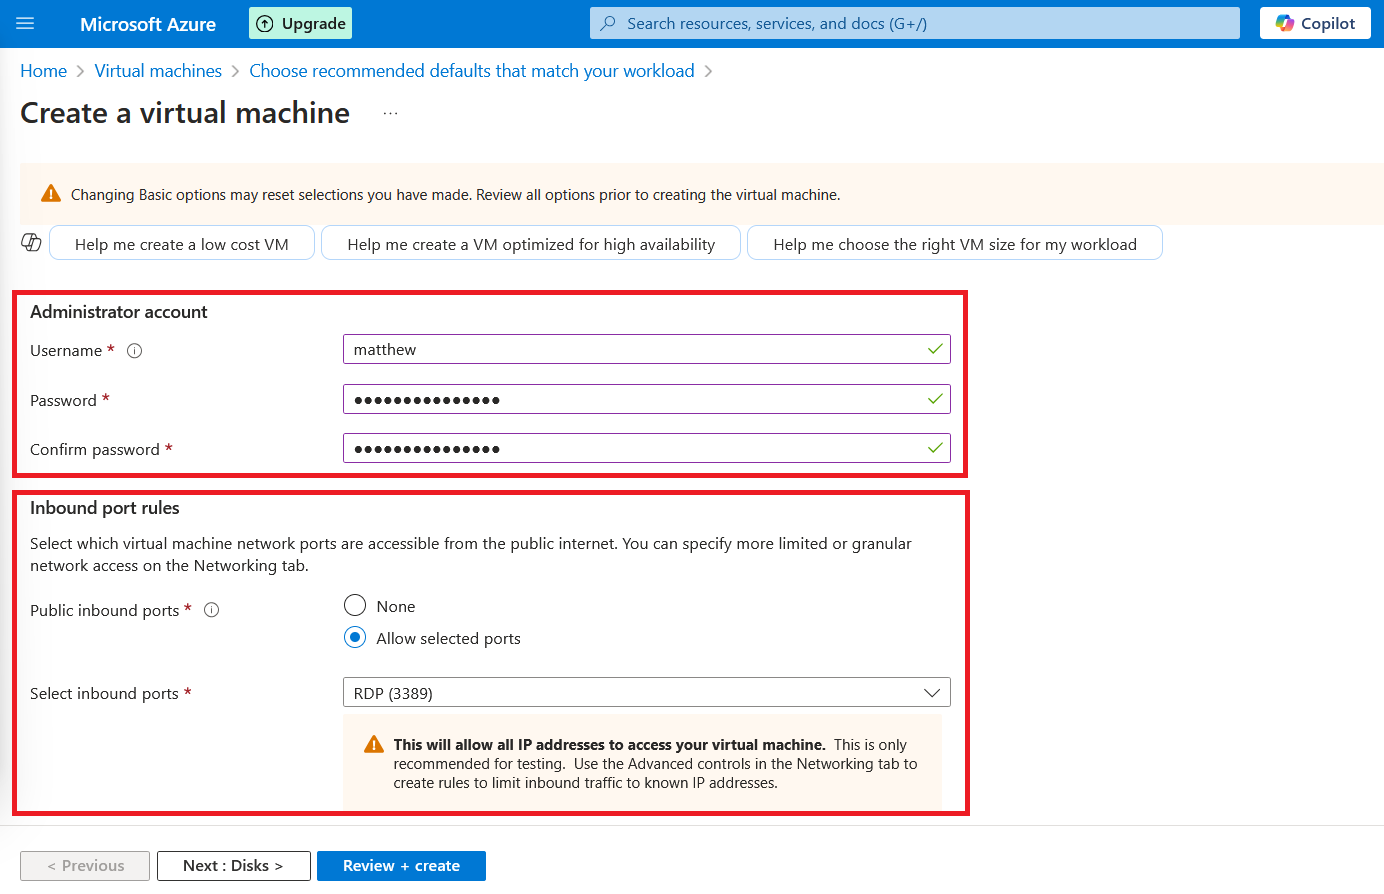 Microsoft Azure
Upgrade
Search resources, services, and docs (G+/)
Copilot
Home > Virtual machines > Choose recommended defaults that match your workload >
Create a virtual machine ...
Changing Basic options may reset selections you have made. Review all options prior to creating the virtual machine.
Help me create a low cost VM
Help me create a VM optimized for high availability
Help me choose the right VM size for my workload
Administrator account
Username *
matthew
Password *
●●●●●●●●●●●●●●●
Confirm password *
●●●●●●●●●●●●●●●
Inbound port rules
Select which virtual machine network ports are accessible from the public internet. You can specify more limited or granular
network access on the Networking tab.
Public inbound ports *
None
Allow selected ports
Select inbound ports *
RDP (3389)
This will allow all IP addresses to access your virtual machine. This is only
recommended for testing. Use the Advanced controls in the Networking tab to
create rules to limit inbound traffic to known IP addresses.
< Previous
Next : Disks >
Review + create